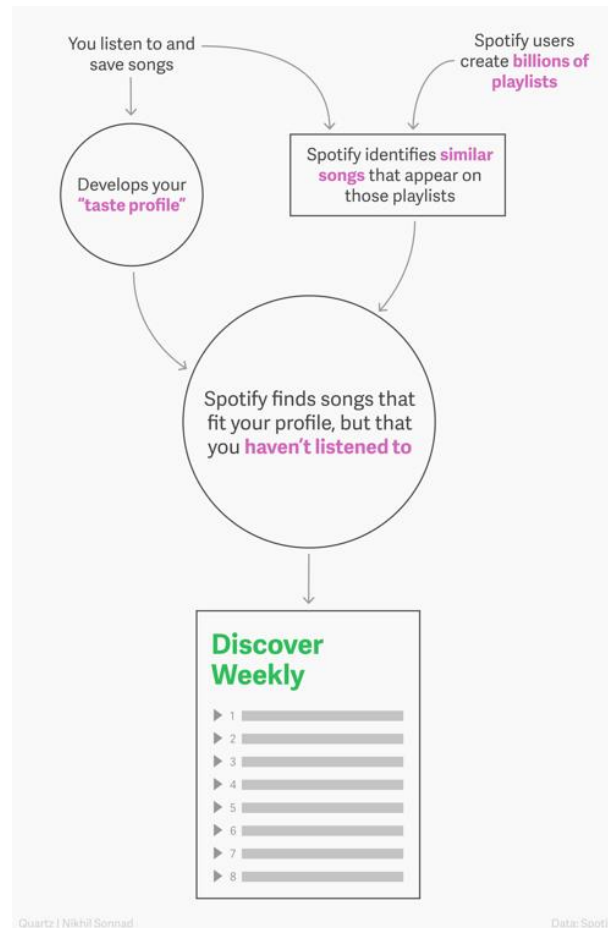 You listen to and
save songs
Spotify users
create billions of
playlists
Develops your
“taste profile”
Spotify identifies similar
songs that appear on
those playlists
Spotify finds songs that
fit your profile, but that
you haven’t listened to
Discover
Weekly
1
2
3
4
5
6
7
8
Quartz | Nikhil Sonnad
Data: Spoti